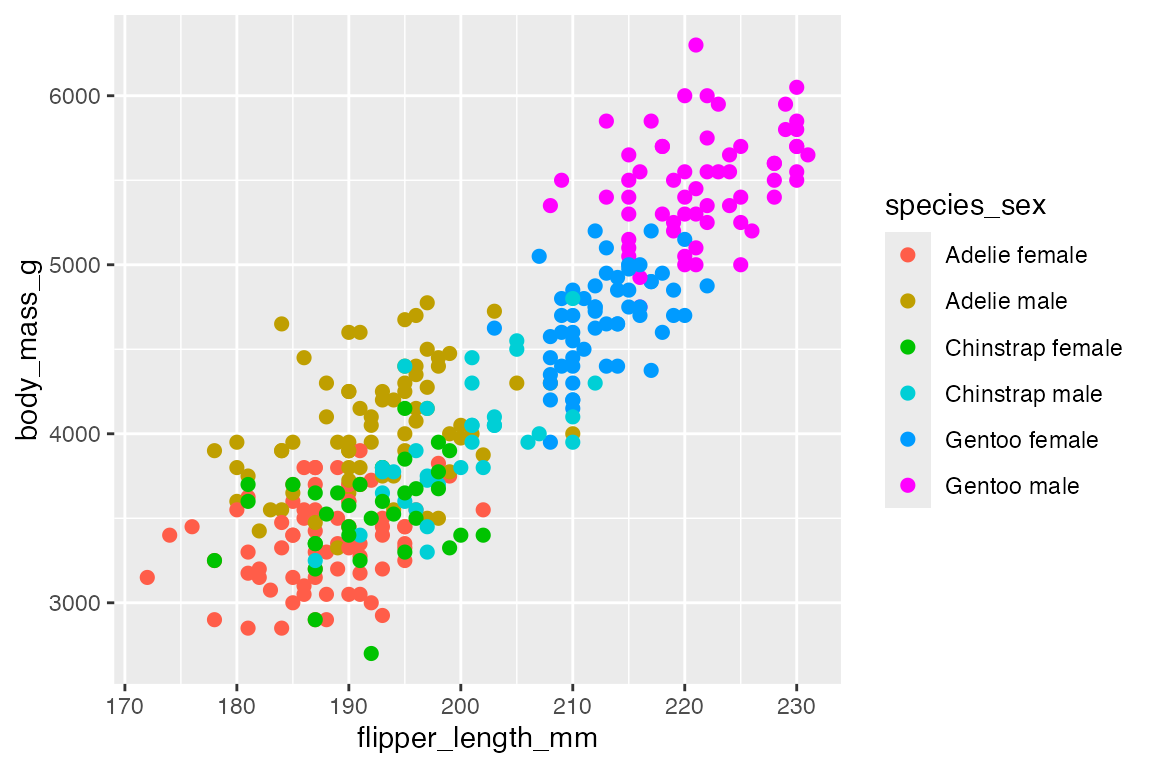 6000
5000
4000
3000
body_mass_g
170 180 190 200 210 220 230
flipper_length_mm
species_sex
Adelie female
Adelie male
Chinstrap female
Chinstrap male
Gentoo female
Gentoo male